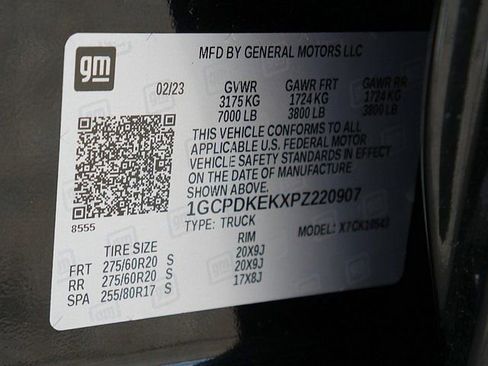 gm
MFD BY GENERAL MOTORS LLC
02/23 GVWR GAWR FRT GAWR RR
3175 KG 1724 KG 1724 KG
7000 LB 3800 LB 3800 LB
THIS VEHICLE CONFORMS TO ALL
APPLICABLE U.S. FEDERAL MOTOR
VEHICLE SAFETY STANDARDS IN EFFECT
ON THE DATE OF MANUFACTURE
SHOWN ABOVE.
1GCPDKEKXPZ220907
8555 TYPE: TRUCK MODEL:
TIRE SIZE RIM
FRT 275/60R20 S 20X9J
RR 275/60R20 S 20X9J
SPA 255/80R17 S 17X8J